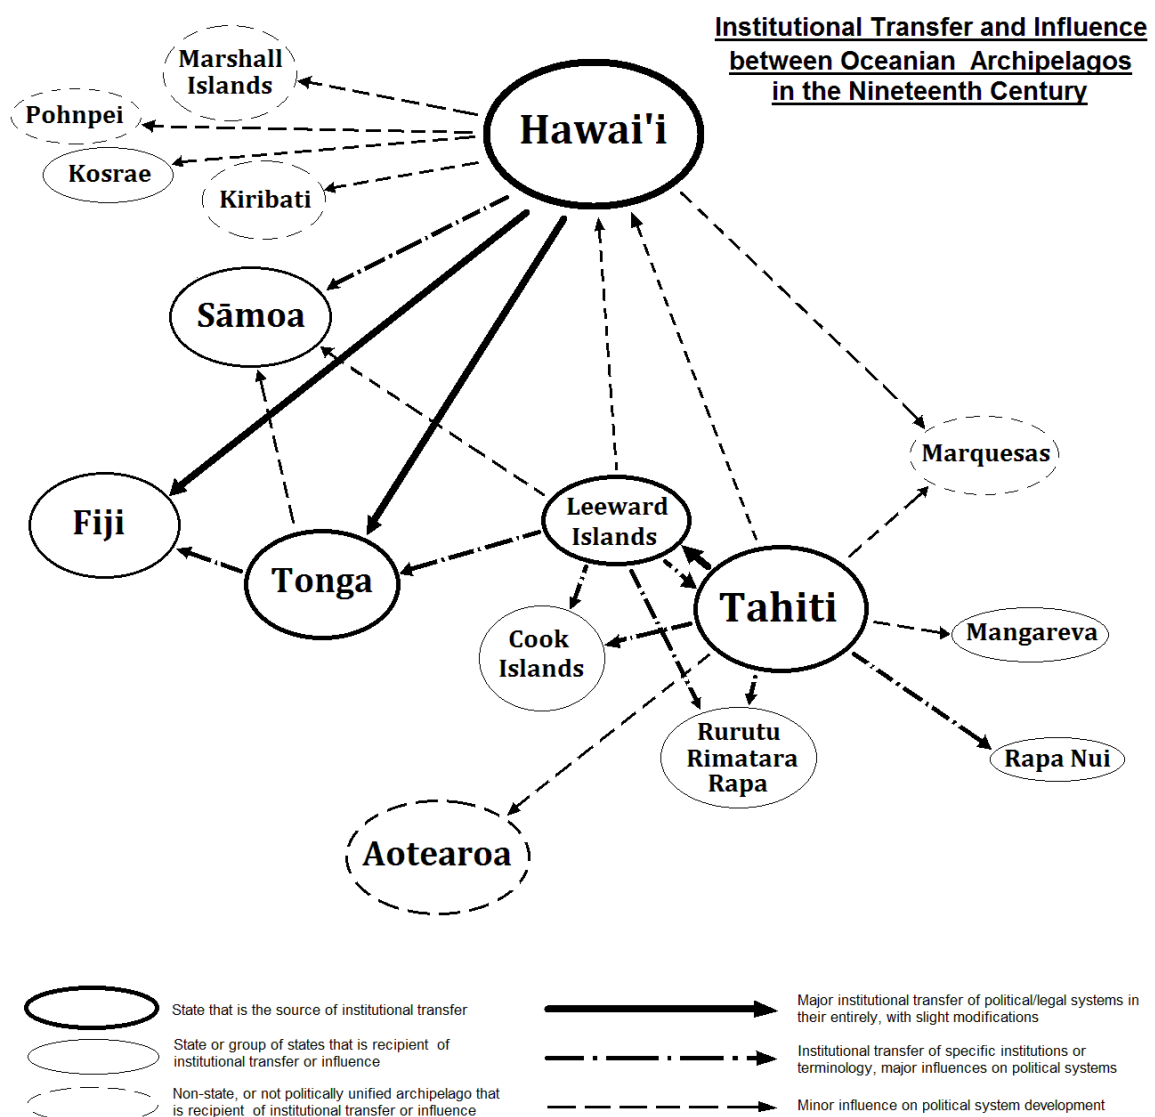 Institutional Transfer and Influence
between Oceanian Archipelagos
in the Nineteenth Century
Marshall
Islands
Pohnpei
Kosrae
Kiribati
Hawai'i
Sāmoa
Marquesas
Fiji
Tonga
Leeward
Islands
Tahiti
Cook
Islands
Mangareva
Rurutu
Rimatara
Rapa
Rapa Nui
Aotearoa
State that is the source of institutional transfer
State or group of states that is recipient of
institutional transfer or influence
Non-state, or not politically unified archipelago that
is recipient of institutional transfer or influence
Major institutional transfer of political/legal systems in
their entirely, with slight modifications
Institutional transfer of specific institutions or
terminology, major influences on political systems
Minor influence on political system development